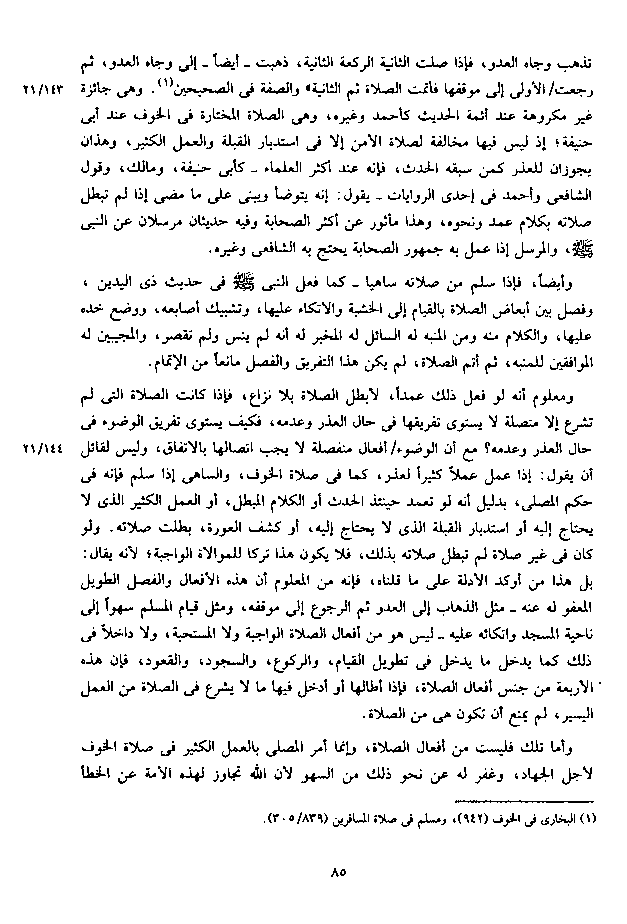 تذهب وجاه العدو، فإذا صلت الثانية الركعة الثانية، ذهبت ـ أيضاً ـ إلى وجاه العدو، ثم
٢١/١٤٣ رجعت/ الأولى إلى موقفها فأتمت الصلاة ثم الثانية» والصفة فى الصحيحين(١). وهى جائزة
غير مكروهة عند أئمة الحديث كأحمد وغيره، وهى الصلاة المختارة فى الخوف عند أبى
حنيفة؛ إذ ليس فيها مخالفة لصلاة الأمن إلا فى استدبار القبلة والعمل الكثير، وهذان
يجوزان للعذر كمن سبقه الحدث، فإنه عند أكثر العلماء ـ كأبى حنيفة، ومالك، وقول
الشافعى وأحمد فى إحدى الروايات ـ يقول: إنه يتوضأ ويبنى على ما مضى إذا لم تبطل
صلاته بكلام عمد ونحوه، وهذا مأثور عن أكثر الصحابة وفيه حديثان مرسلان عن النبى
ﷺ، والمرسل إذا عمل به جمهور الصحابة يحتج به الشافعى وغيره.
وأيضاً، فإذا سلم من صلاته ساهيا ـ كما فعل النبى ﷺ فى حديث ذى اليدين ،
وفصل بين أبعاض الصلاة بالقيام إلى الخشبة والاتكاء عليها، وتشبيك أصابعه، ووضع خده
عليها، والكلام منه ومن المنبه له السائل له المخبر له أنه لم ينس ولم تقصر، والمجيبين له
الموافقين للمنبه، ثم أتم الصلاة، لم يكن هذا التفريق والفصل مانعاً من الإتمام.
ومعلوم أنه لو فعل ذلك عمداً، لأبطل الصلاة بلا نزاع، فإذا كانت الصلاة التى لم
تشرع إلا متصلة لا يستوى تفريقها فى حال العذر وعدمه، فكيف يستوى تفريق الوضوء فى
٢١/١٤٤ حال العذر وعدمه؟ مع أن الوضوء/ أفعال منفصلة لا يجب اتصالها بالاتفاق، وليس لقائل
أن يقول: إذا عمل عملاً كثيراً لعذر، كما فى صلاة الخوف، والساهى إذا سلم فإنه فى
حكم المصلى، بدليل أنه لو تعمد حينئذ الحدث أو الكلام المبطل، أو العمل الكثير الذى لا
يحتاج إليه أو استدبار القبلة الذى لا يحتاج إليه، أو كشف العورة، بطلت صلاته. ولو
كان فى غير صلاة لم تبطل صلاته بذلك، فلا يكون هذا تركا للموالاة الواجبة؛ لأنه يقال:
بل هذا من أوكد الأدلة على ما قلناه، فإنه من المعلوم أن هذه الأفعال والفصل الطويل
المعفو له عنه ـ مثل الذهاب إلى العدو ثم الرجوع إلى موقفه، ومثل قيام المسلم سهواً إلى
ناحية المسجد واتكائه عليه ـ ليس هو من أفعال الصلاة الواجبة ولا المستحبة، ولا داخلاً فى
ذلك كما يدخل ما يدخل فى تطويل القيام، والركوع، والسجود، والقعود، فإن هذه
الأربعة من جنس أفعال الصلاة، فإذا أطالها أو أدخل فيها ما لا يشرع فى الصلاة من العمل
اليسير، لم يمنع أن تكون هى من الصلاة.
وأما تلك فليست من أفعال الصلاة، وإنما أمر المصلى بالعمل الكثير فى صلاة الخوف
لأجل الجهاد، وغفر له عن نحو ذلك من السهو لأن الله تجاوز لهذه الأمة عن الخطأ
(١) البخارى فى الخوف (٩٤٢)، ومسلم فى صلاة المسافرين (٣٠٥/٨٣٩).
٨٥